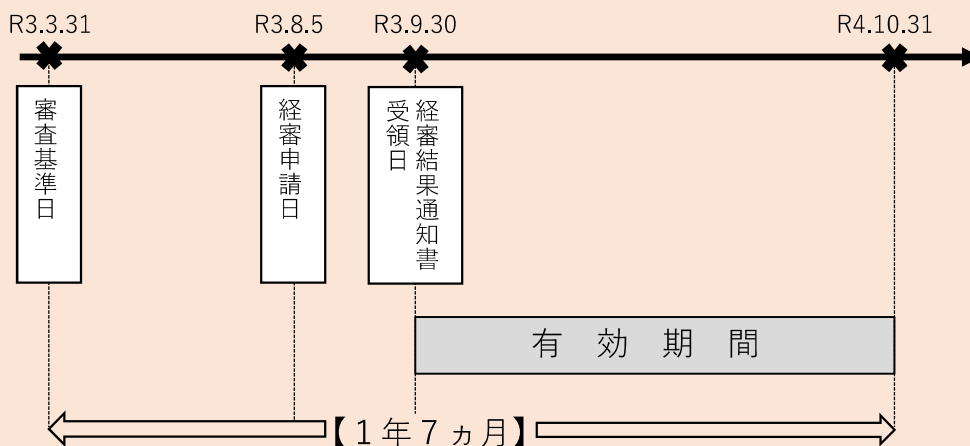 R3.3.31
R3.8.5
R3.9.30
R4.10.31
審査基準日
経審申請日
経審結果通知書
受領日
有効期間
【1年7ヵ月】